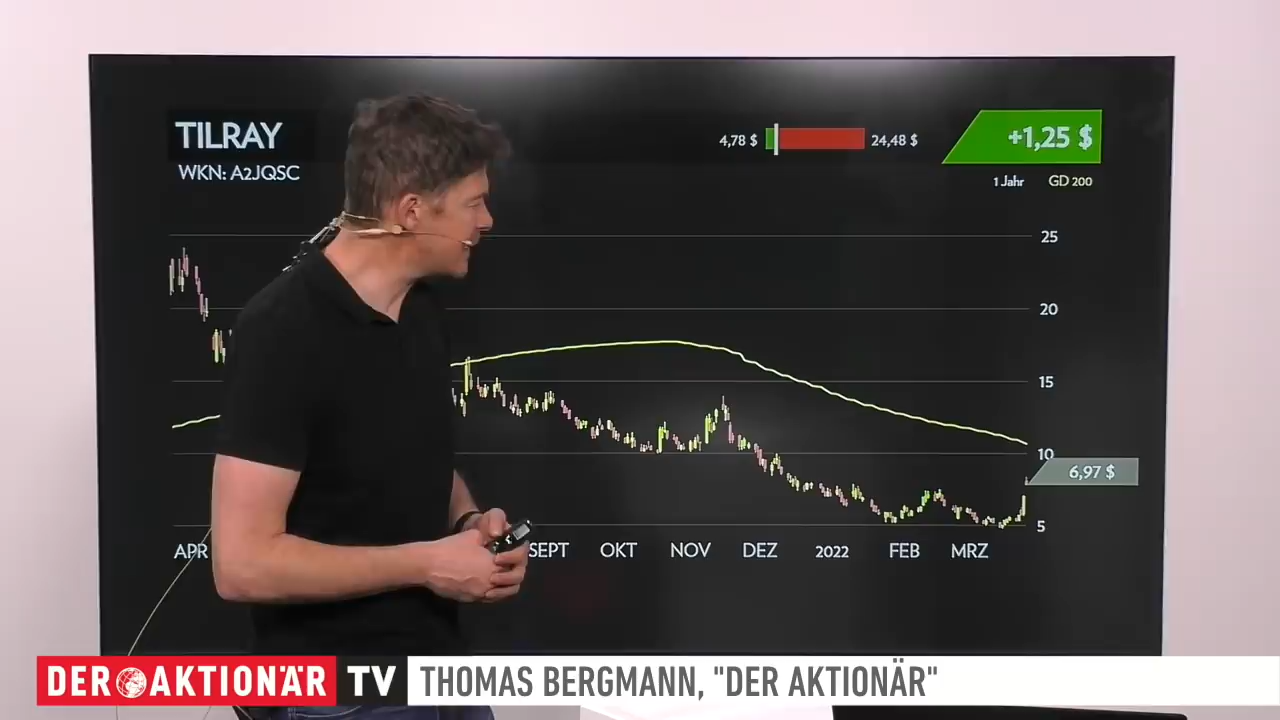 TILRAY
WKN: A2JQSC
4,78 $ 24,48 $
+1,25 $
1 Jahr GD 200
25
20
15
10
6,97 $
5
APR SEPT OKT NOV DEZ 2022 FEB MRZ
DER AKTIONÄR TV THOMAS BERGMANN, "DER AKTIONÄR"